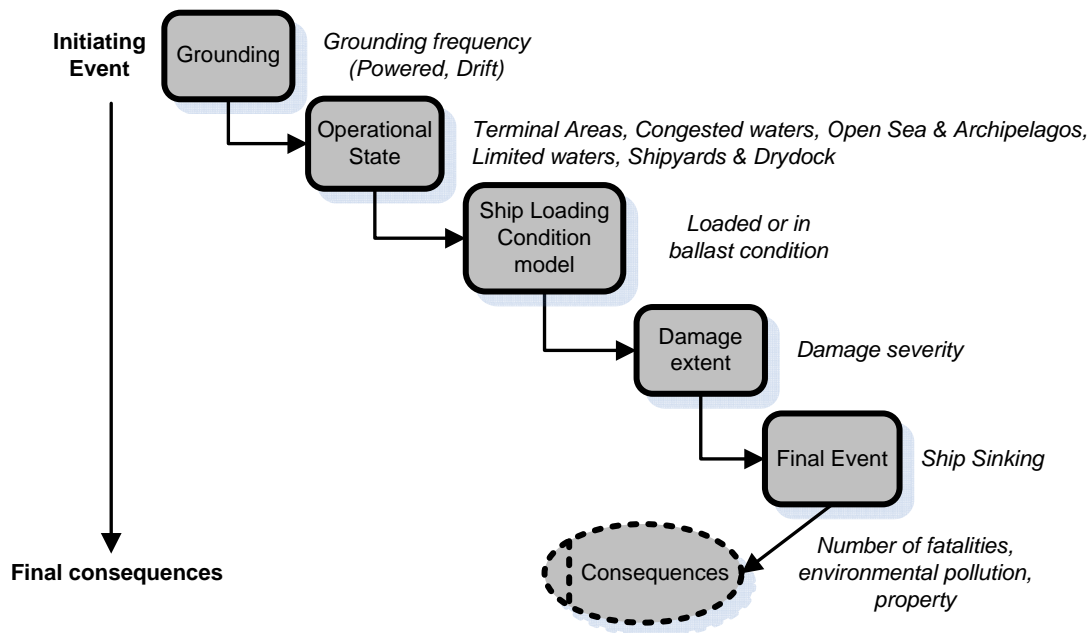 Initiating
Event
Grounding
Grounding frequency
(Powered, Drift)
Operational
State
Terminal Areas, Congested waters, Open Sea & Archipelagos,
Limited waters, Shipyards & Drydock
Ship Loading
Condition
model
Loaded or in
ballast condition
Damage
extent
Damage severity
Final Event
Ship Sinking
Final consequences
Consequences
Number of fatalities,
environmental pollution,
property